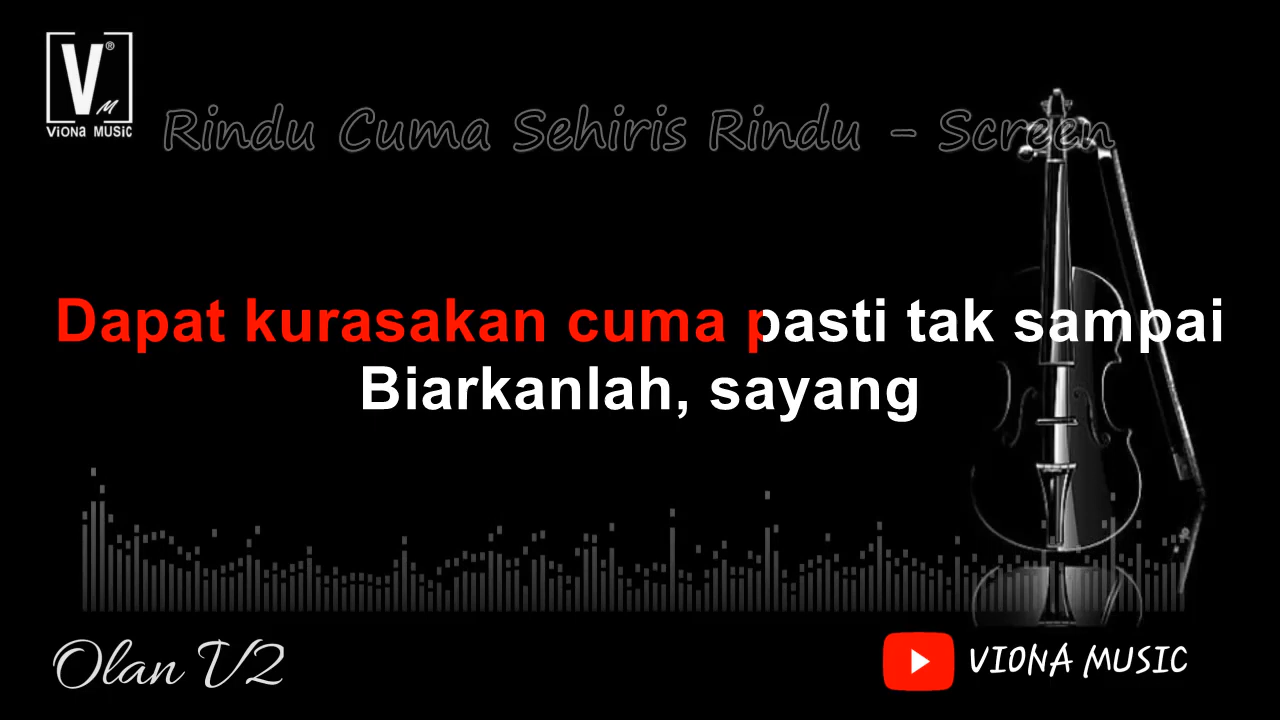 V®
M
ViONa MUSiC
Rindu Cuma Sehiris Rindu - Screen
Dapat kurasakan cuma pasti tak sampai
Biarkanlah, sayang
Olan V2
VIONA MUSIC